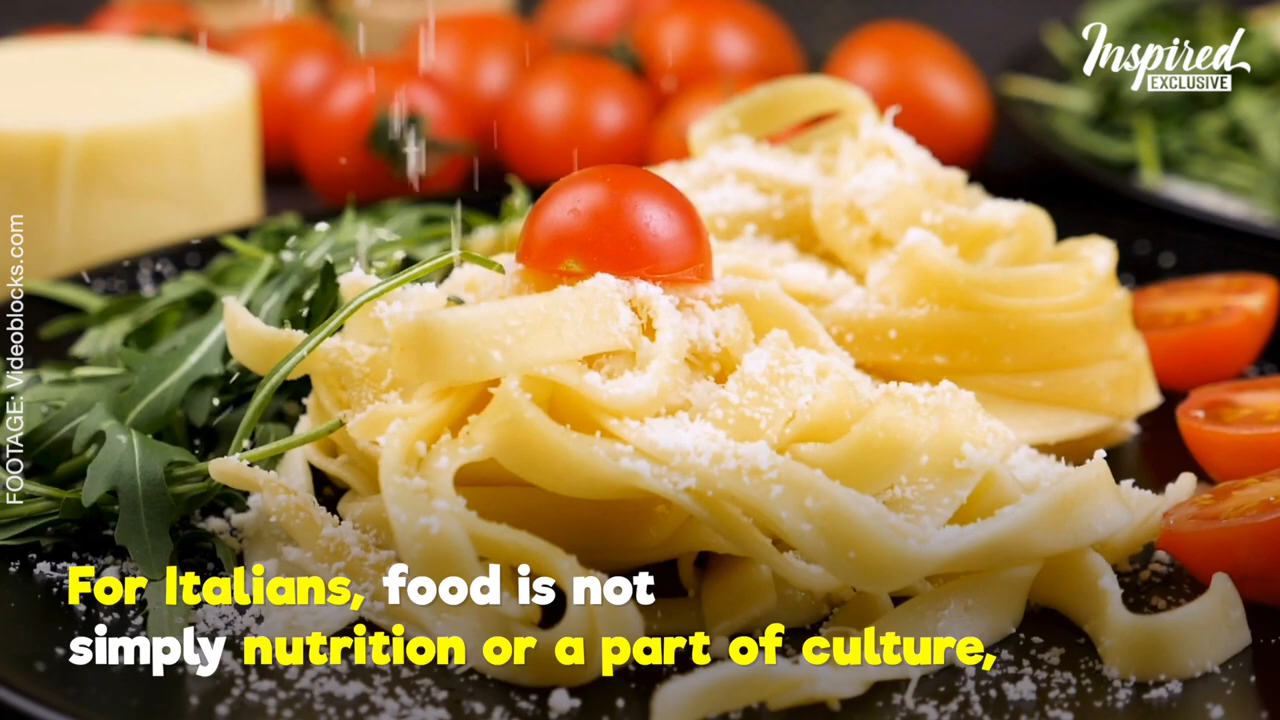 Inspired
EXCLUSIVE
FOOTAGE: Videoblocks.com
For Italians, food is not
simply nutrition or a part of culture,